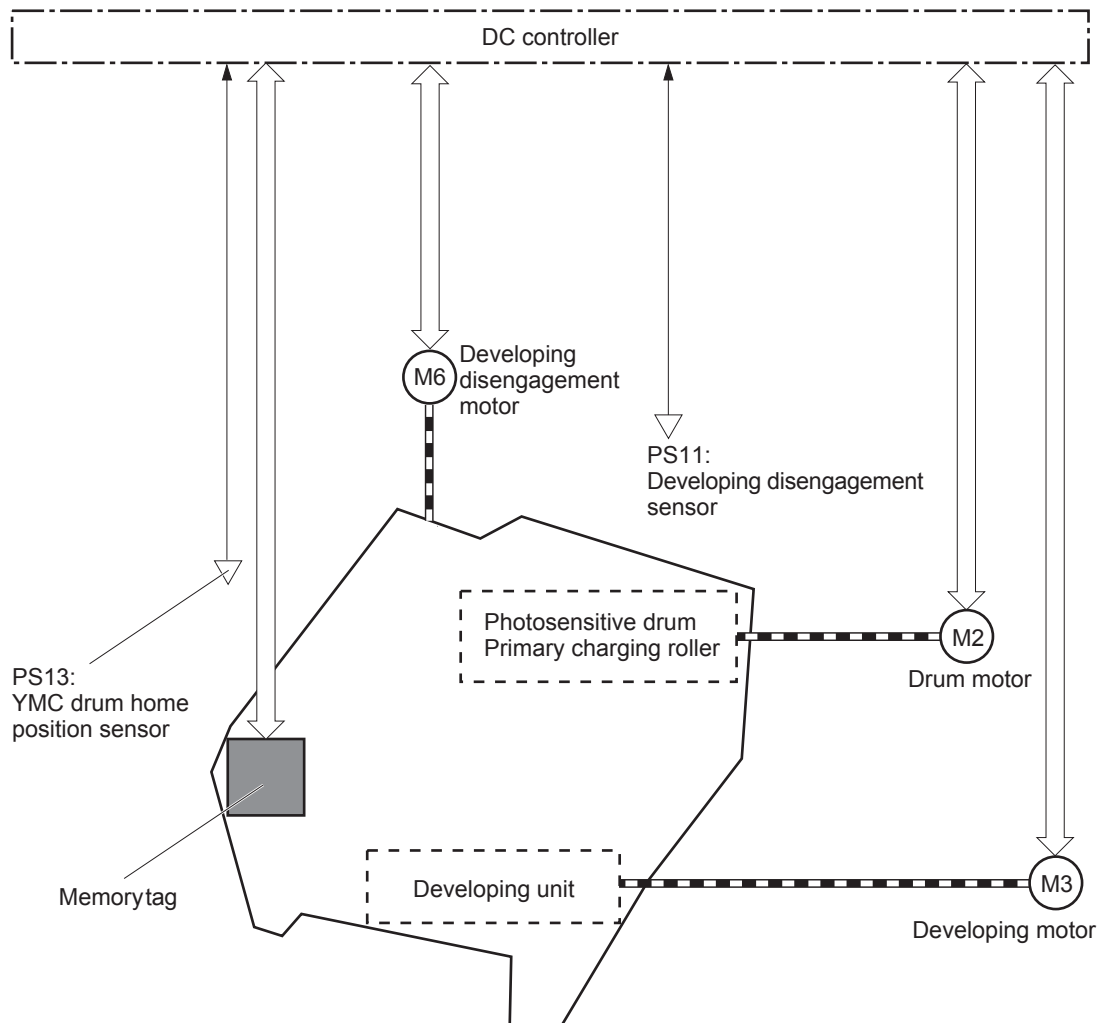 DC controller
M6
Developing
disengagement
motor
PS11:
Developing disengagement
sensor
Photosensitive drum
Primary charging roller
M2
Drum motor
PS13:
YMC drum home
position sensor
Memorytag
Developing unit
M3
Developing motor